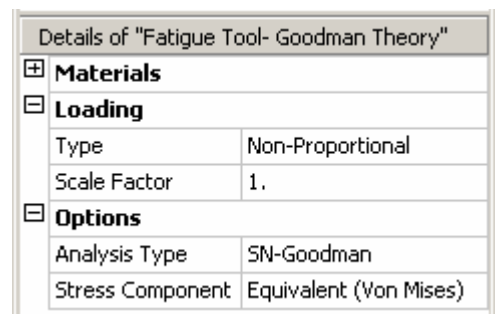 Details of "Fatigue Tool- Goodman Theory"
Materials
Loading
Type Non-Proportional
Scale Factor 1.
Options
Analysis Type SN-Goodman
Stress Component Equivalent (Von Mises)